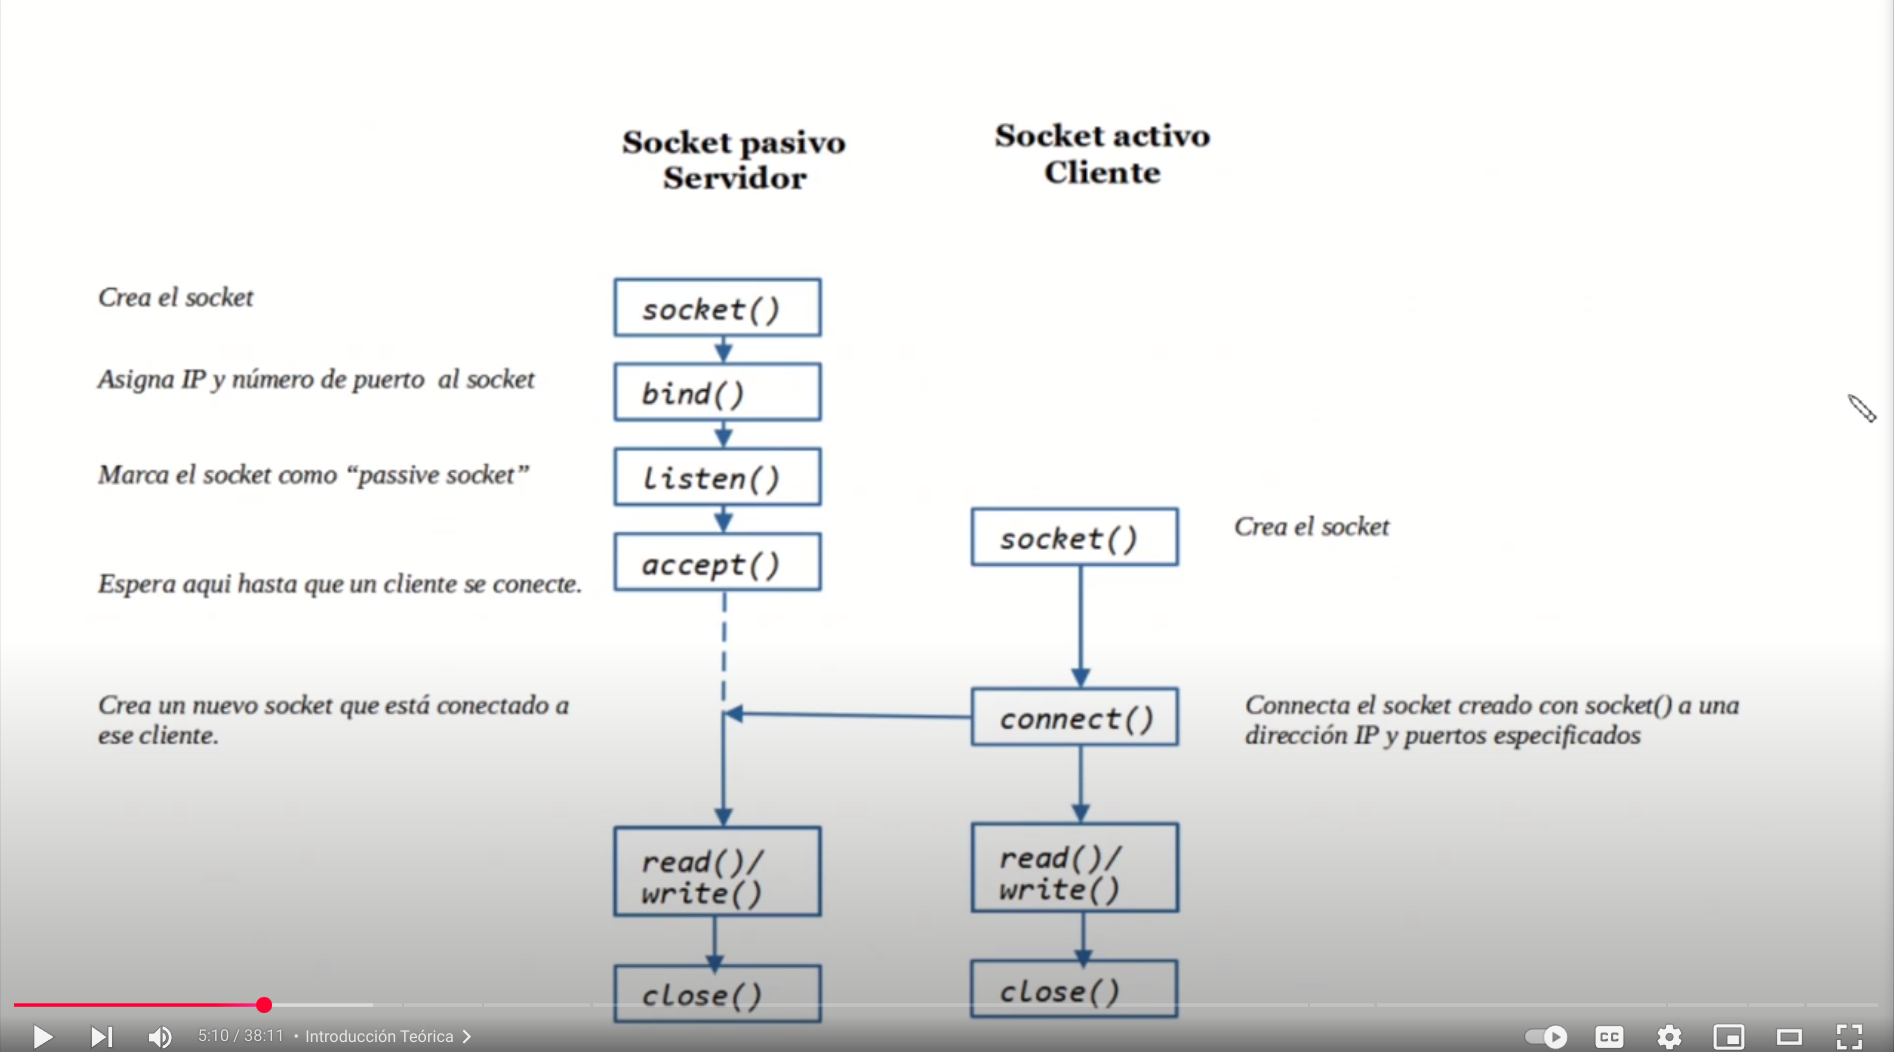 Socket pasivo
Servidor
Socket activo
Cliente
Crea el socket
socket()
Asigna IP y número de puerto al socket
bind()
Marca el socket como “passive socket”
listen()
Espera aqui hasta que un cliente se conecte.
accept()
socket()
Crea el socket
Crea un nuevo socket que está conectado a
ese cliente.
connect()
Connecta el socket creado con socket() a una
dirección IP y puertos especificados
read()/
write()
read()/
write()
close()
close()
5:10 / 38:11 • Introducción Teórica
CC